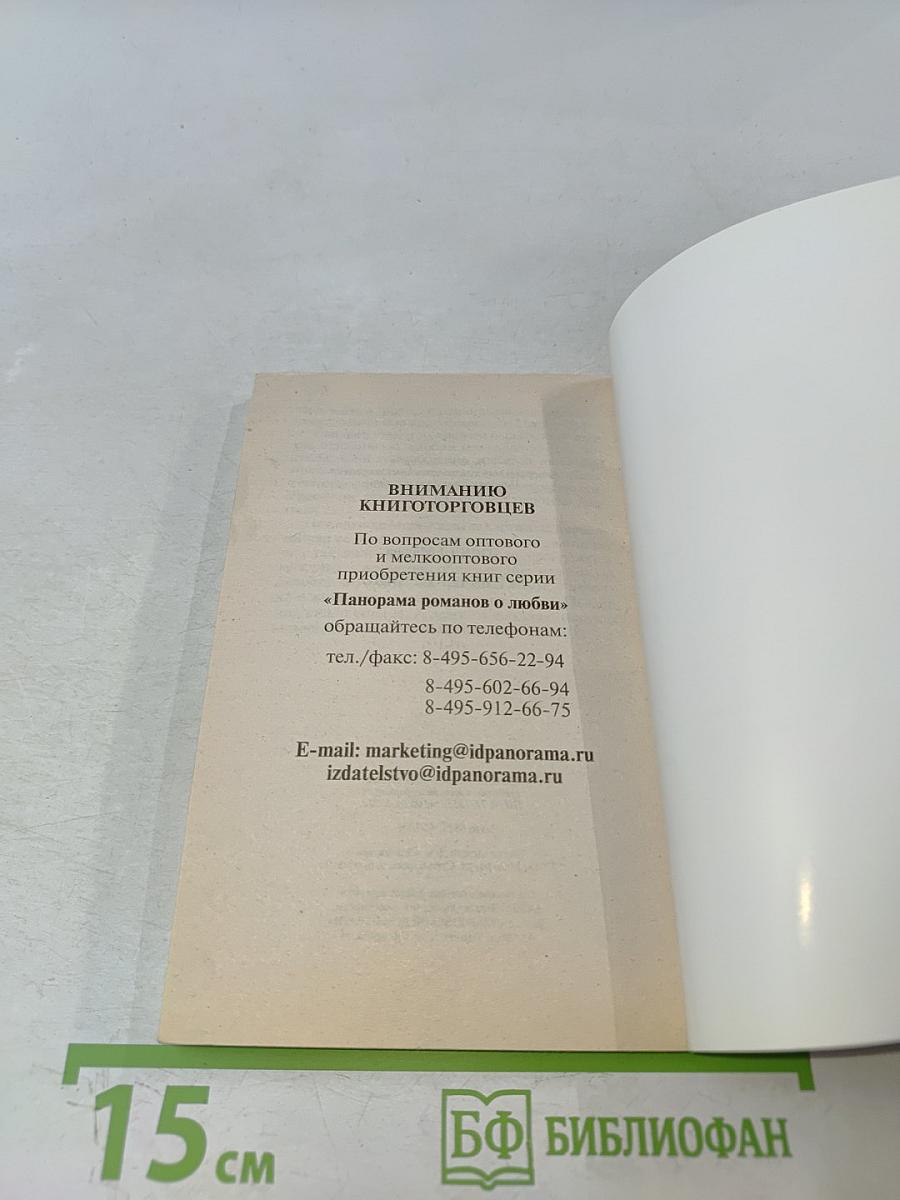 ВНИМАНИЮ
КНИГОТОРГОВЦЕВ
По вопросам оптового
и мелкооптового
приобретения книг серии
«Панорама романов о любви»
обращайтесь по телефонам:
тел./факс: 8-495-656-22-94
8-495-602-66-94
8-495-912-66-75
E-mail: marketing@idpanorama.ru
izdatelstvo@idpanorama.ru
15 см
БФ БИБЛИОФАН